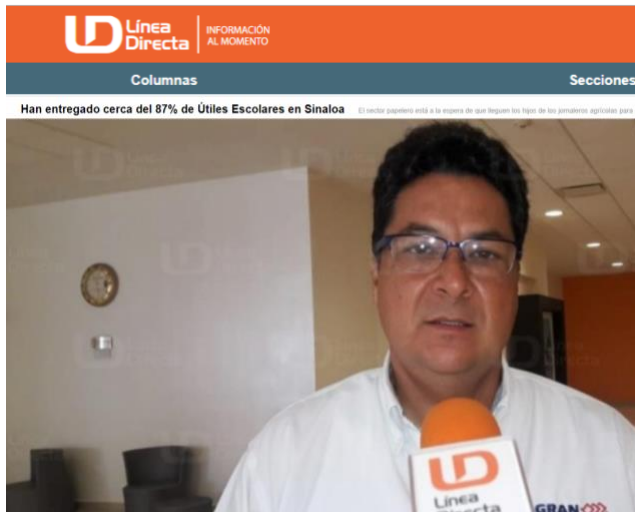 Línea
Directa
INFORMACIÓN
AL MOMENTO
Columnas
Secciones
Han entregado cerca del 87% de Útiles Escolares en Sinaloa
El sector papelero está a la espera de que lleguen los hijos de los jornaleros agrícolas para
Línea
Directa
GRAN